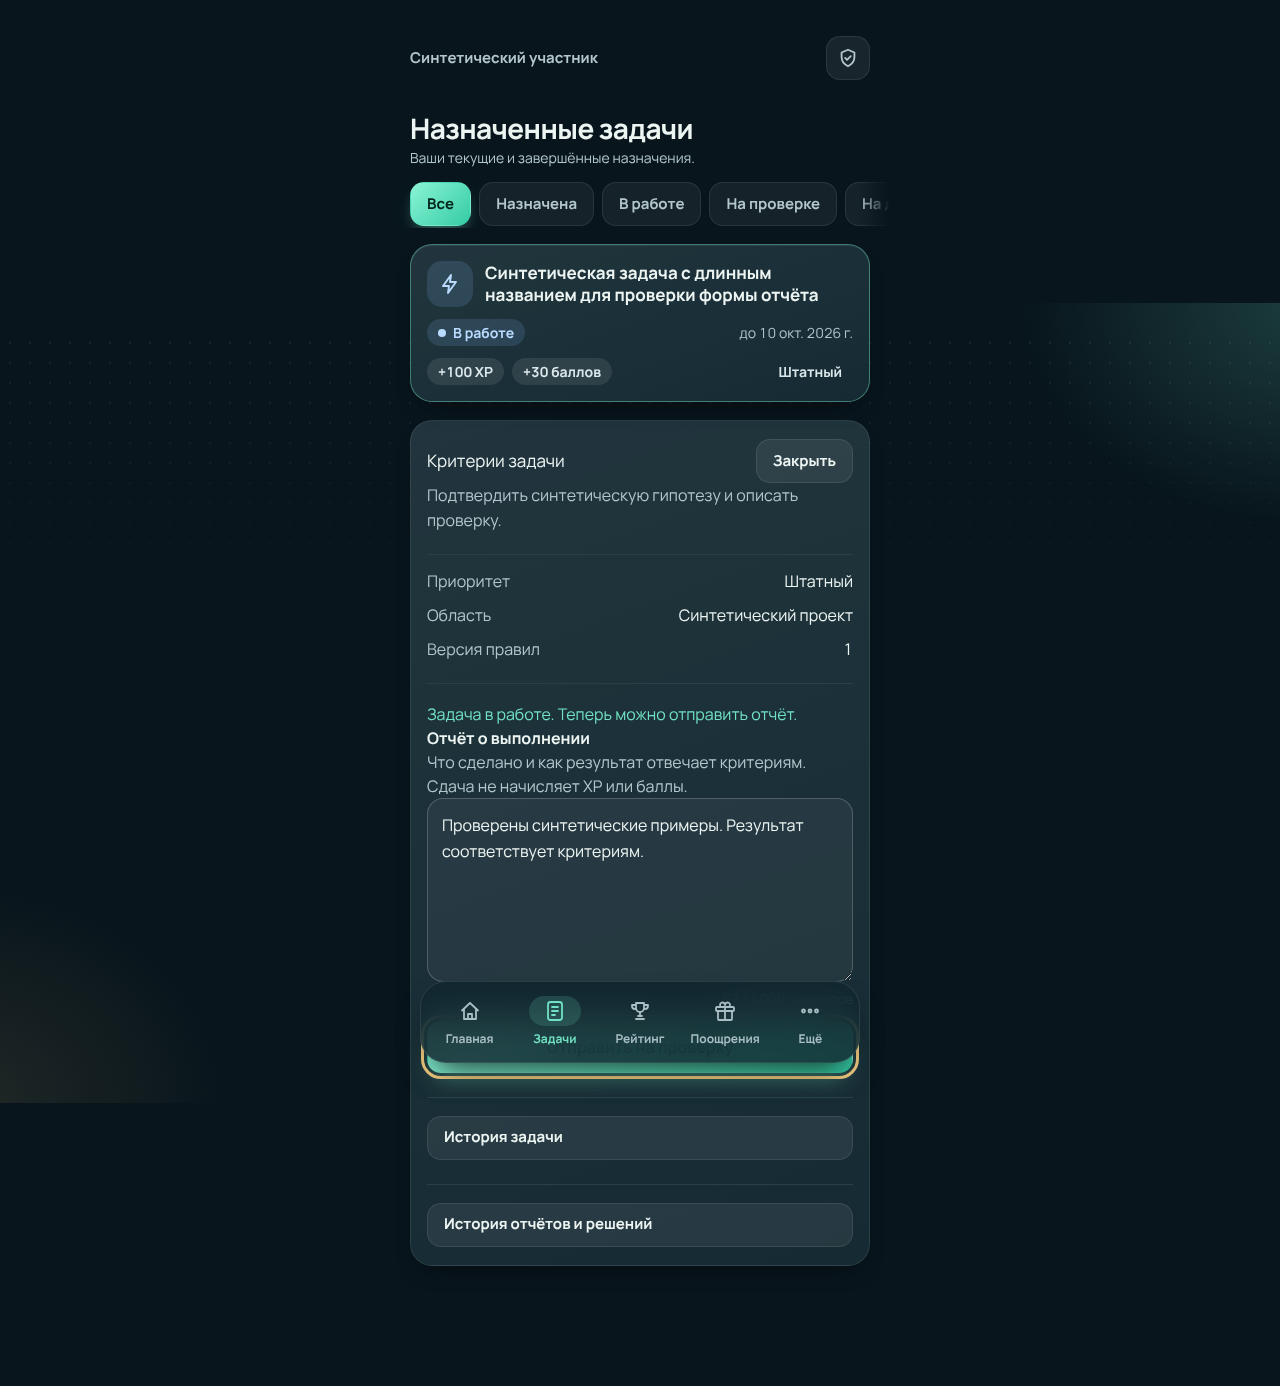 Синтетический участник
Назначенные задачи
Ваши текущие и завершённые назначения.
Все
Назначена
В работе
На проверке
На
Синтетическая задача с длинным
названием для проверки формы отчёта
В работе
до 10 окт. 2026 г.
+100 XP
+30 баллов
Штатный
Критерии задачи
Закрыть
Подтвердить синтетическую гипотезу и описать
проверку.
Приоритет
Штатный
Область
Синтетический проект
Версия правил
1
Задача в работе. Теперь можно отправить отчёт.
Отчёт о выполнении
Что сделано и как результат отвечает критериям.
Сдача не начисляет XP или баллы.
Проверены синтетические примеры. Результат
соответствует критериям.
Главная
Задачи
Рейтинг
Поощрения
Ещё
Отправить на проверку
История задачи
История отчётов и решений